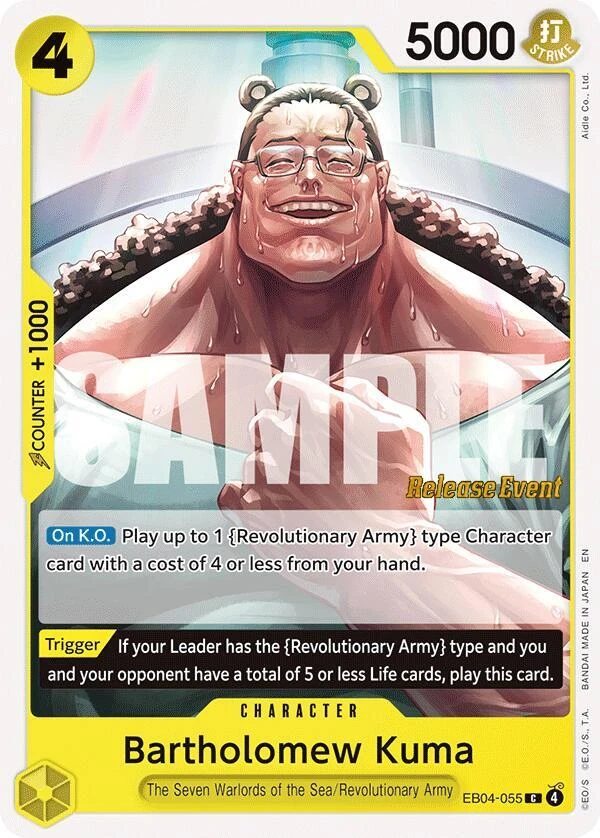 4
5000
打
STRIKE
Aidle Co., Ltd.
COUNTER +1000
SAMPLE
Release Event
On K.O. Play up to 1 {Revolutionary Army} type Character
card with a cost of 4 or less from your hand.
Trigger If your Leader has the {Revolutionary Army} type and you
and your opponent have a total of 5 or less Life cards, play this card.
©E.O./S., T.A. BANDAI MADE IN JAPAN EN
©EO/S
CHARACTER
Bartholomew Kuma
The Seven Warlords of the Sea/Revolutionary Army
EB04-055 C 4